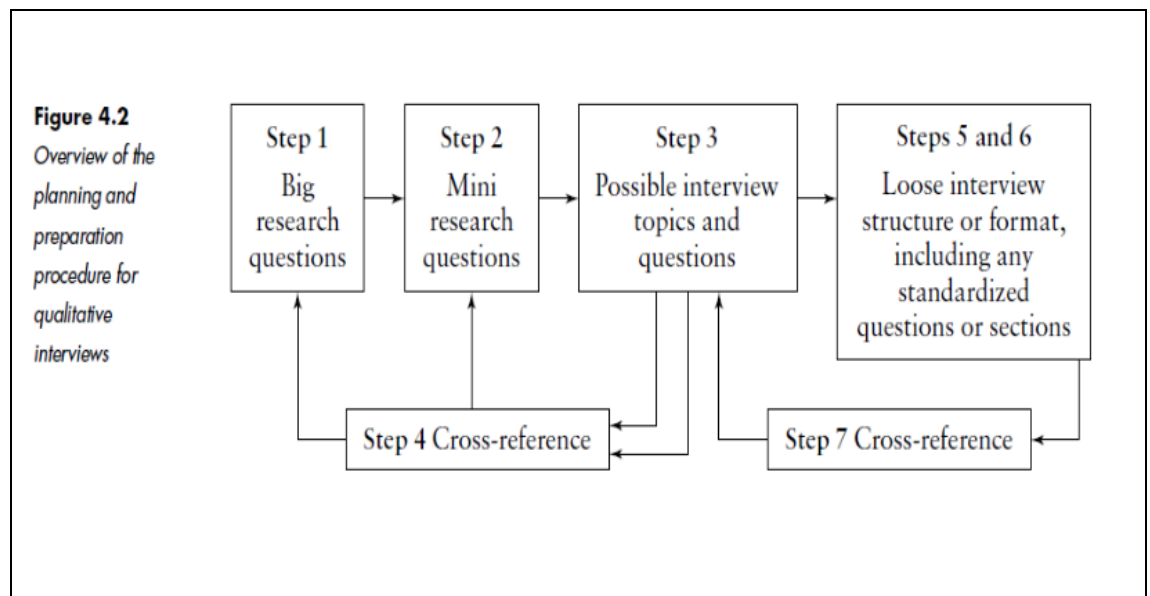 Figure 4.2
Overview of the
planning and
preparation
procedure for
qualitative
interviews
Step 1
Big
research
questions
Step 2
Mini
research
questions
Step 3
Possible interview
topics and
questions
Steps 5 and 6
Loose interview
structure or format,
including any
standardized
questions or sections
Step 4 Cross-reference
Step 7 Cross-reference